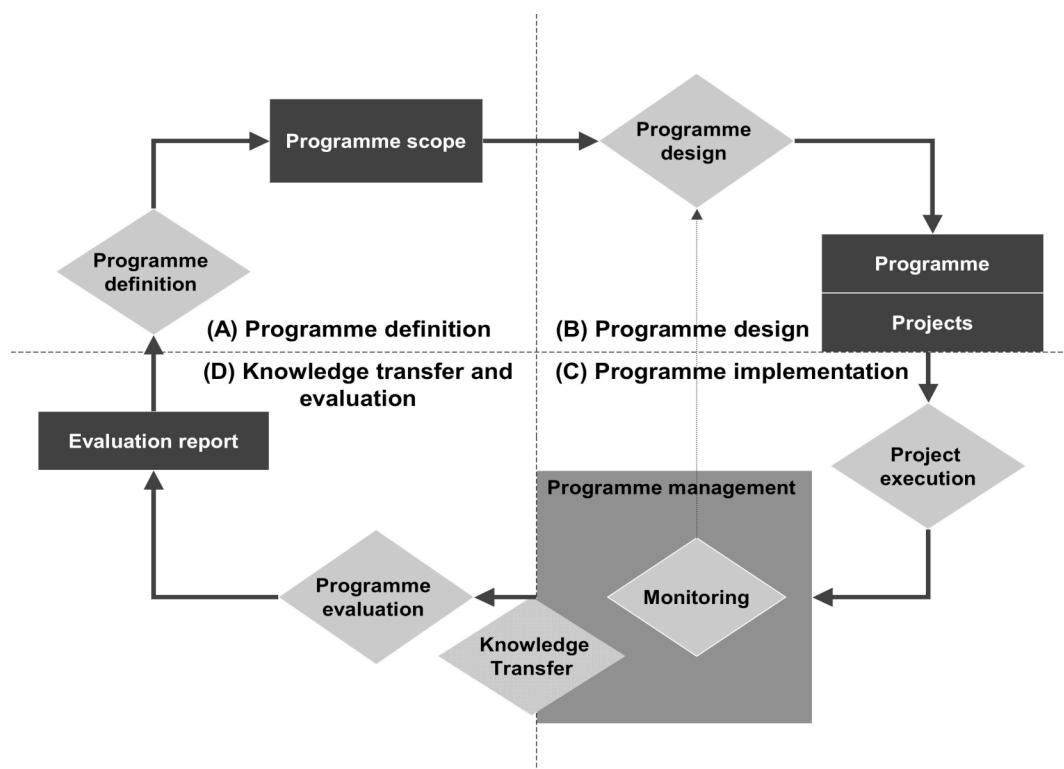 Programme scope
Programme
design
Programme
definition
Programme
Projects
(A) Programme definition
(B) Programme design
(D) Knowledge transfer and
evaluation
(C) Programme implementation
Evaluation report
Project
execution
Programme management
Programme
evaluation
Monitoring
Knowledge
Transfer